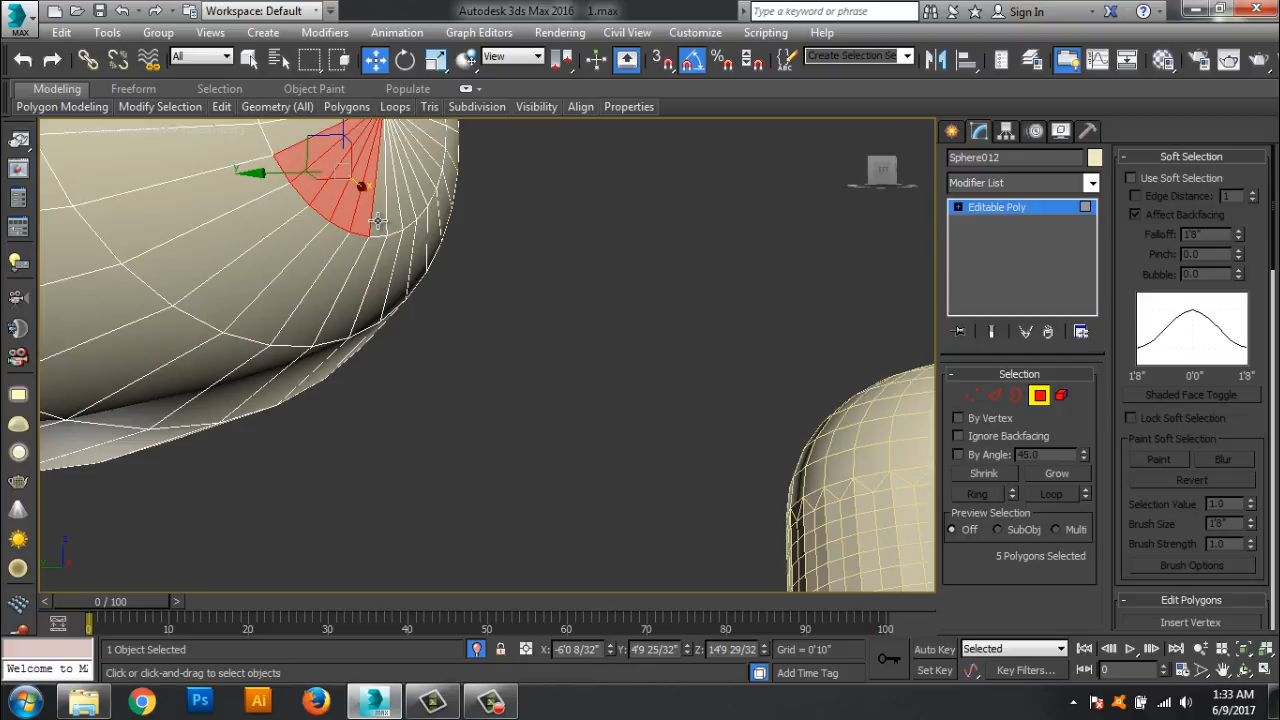 Workspace: Default
Autodesk 3ds Max 2016    1.max
Type a keyword or phrase
Sign In
MAX
Edit Tools Group Views Create Modifiers Animation Graph Editors Rendering Civil View Customize Scripting Help
All
View
3
Create Selection Se
Modeling Freeform Selection Object Paint Populate
Polygon Modeling Modify Selection Edit Geometry (All) Polygons Loops Tris Subdivision Visibility Align Properties
Sphere012
Modifier List
Editable Poly
Selection
By Vertex
Ignore Backfacing
By Angle: 45.0
Shrink Grow
Ring Loop
Preview Selection
Off SubObj Multi
5 Polygons Selected
Soft Selection
Use Soft Selection
Edge Distance: 1
Affect Backfacing
Falloff: 1'8"
Pinch: 0.0
Bubble: 0.0
1'8" 0'0" 1'8"
Shaded Face Toggle
Lock Soft Selection
Paint Soft Selection
Paint Blur
Revert
Selection Value 1.0
Brush Size 1'8"
Brush Strength 1.0
Brush Options
Edit Polygons
Insert Vertex
0 / 100
0 10 20 30 40 50 60 70 80 90 100
1 Object Selected
X: -6'0 8/32" Y: 4'9 25/32" Z: 14'9 29/32 Grid = 0'10"
Auto Key Selected
Welcome to M
Click or click-and-drag to select objects
Add Time Tag
Set Key Key Filters...
0
Ps Ai
MAX
1:33 AM
6/9/2017